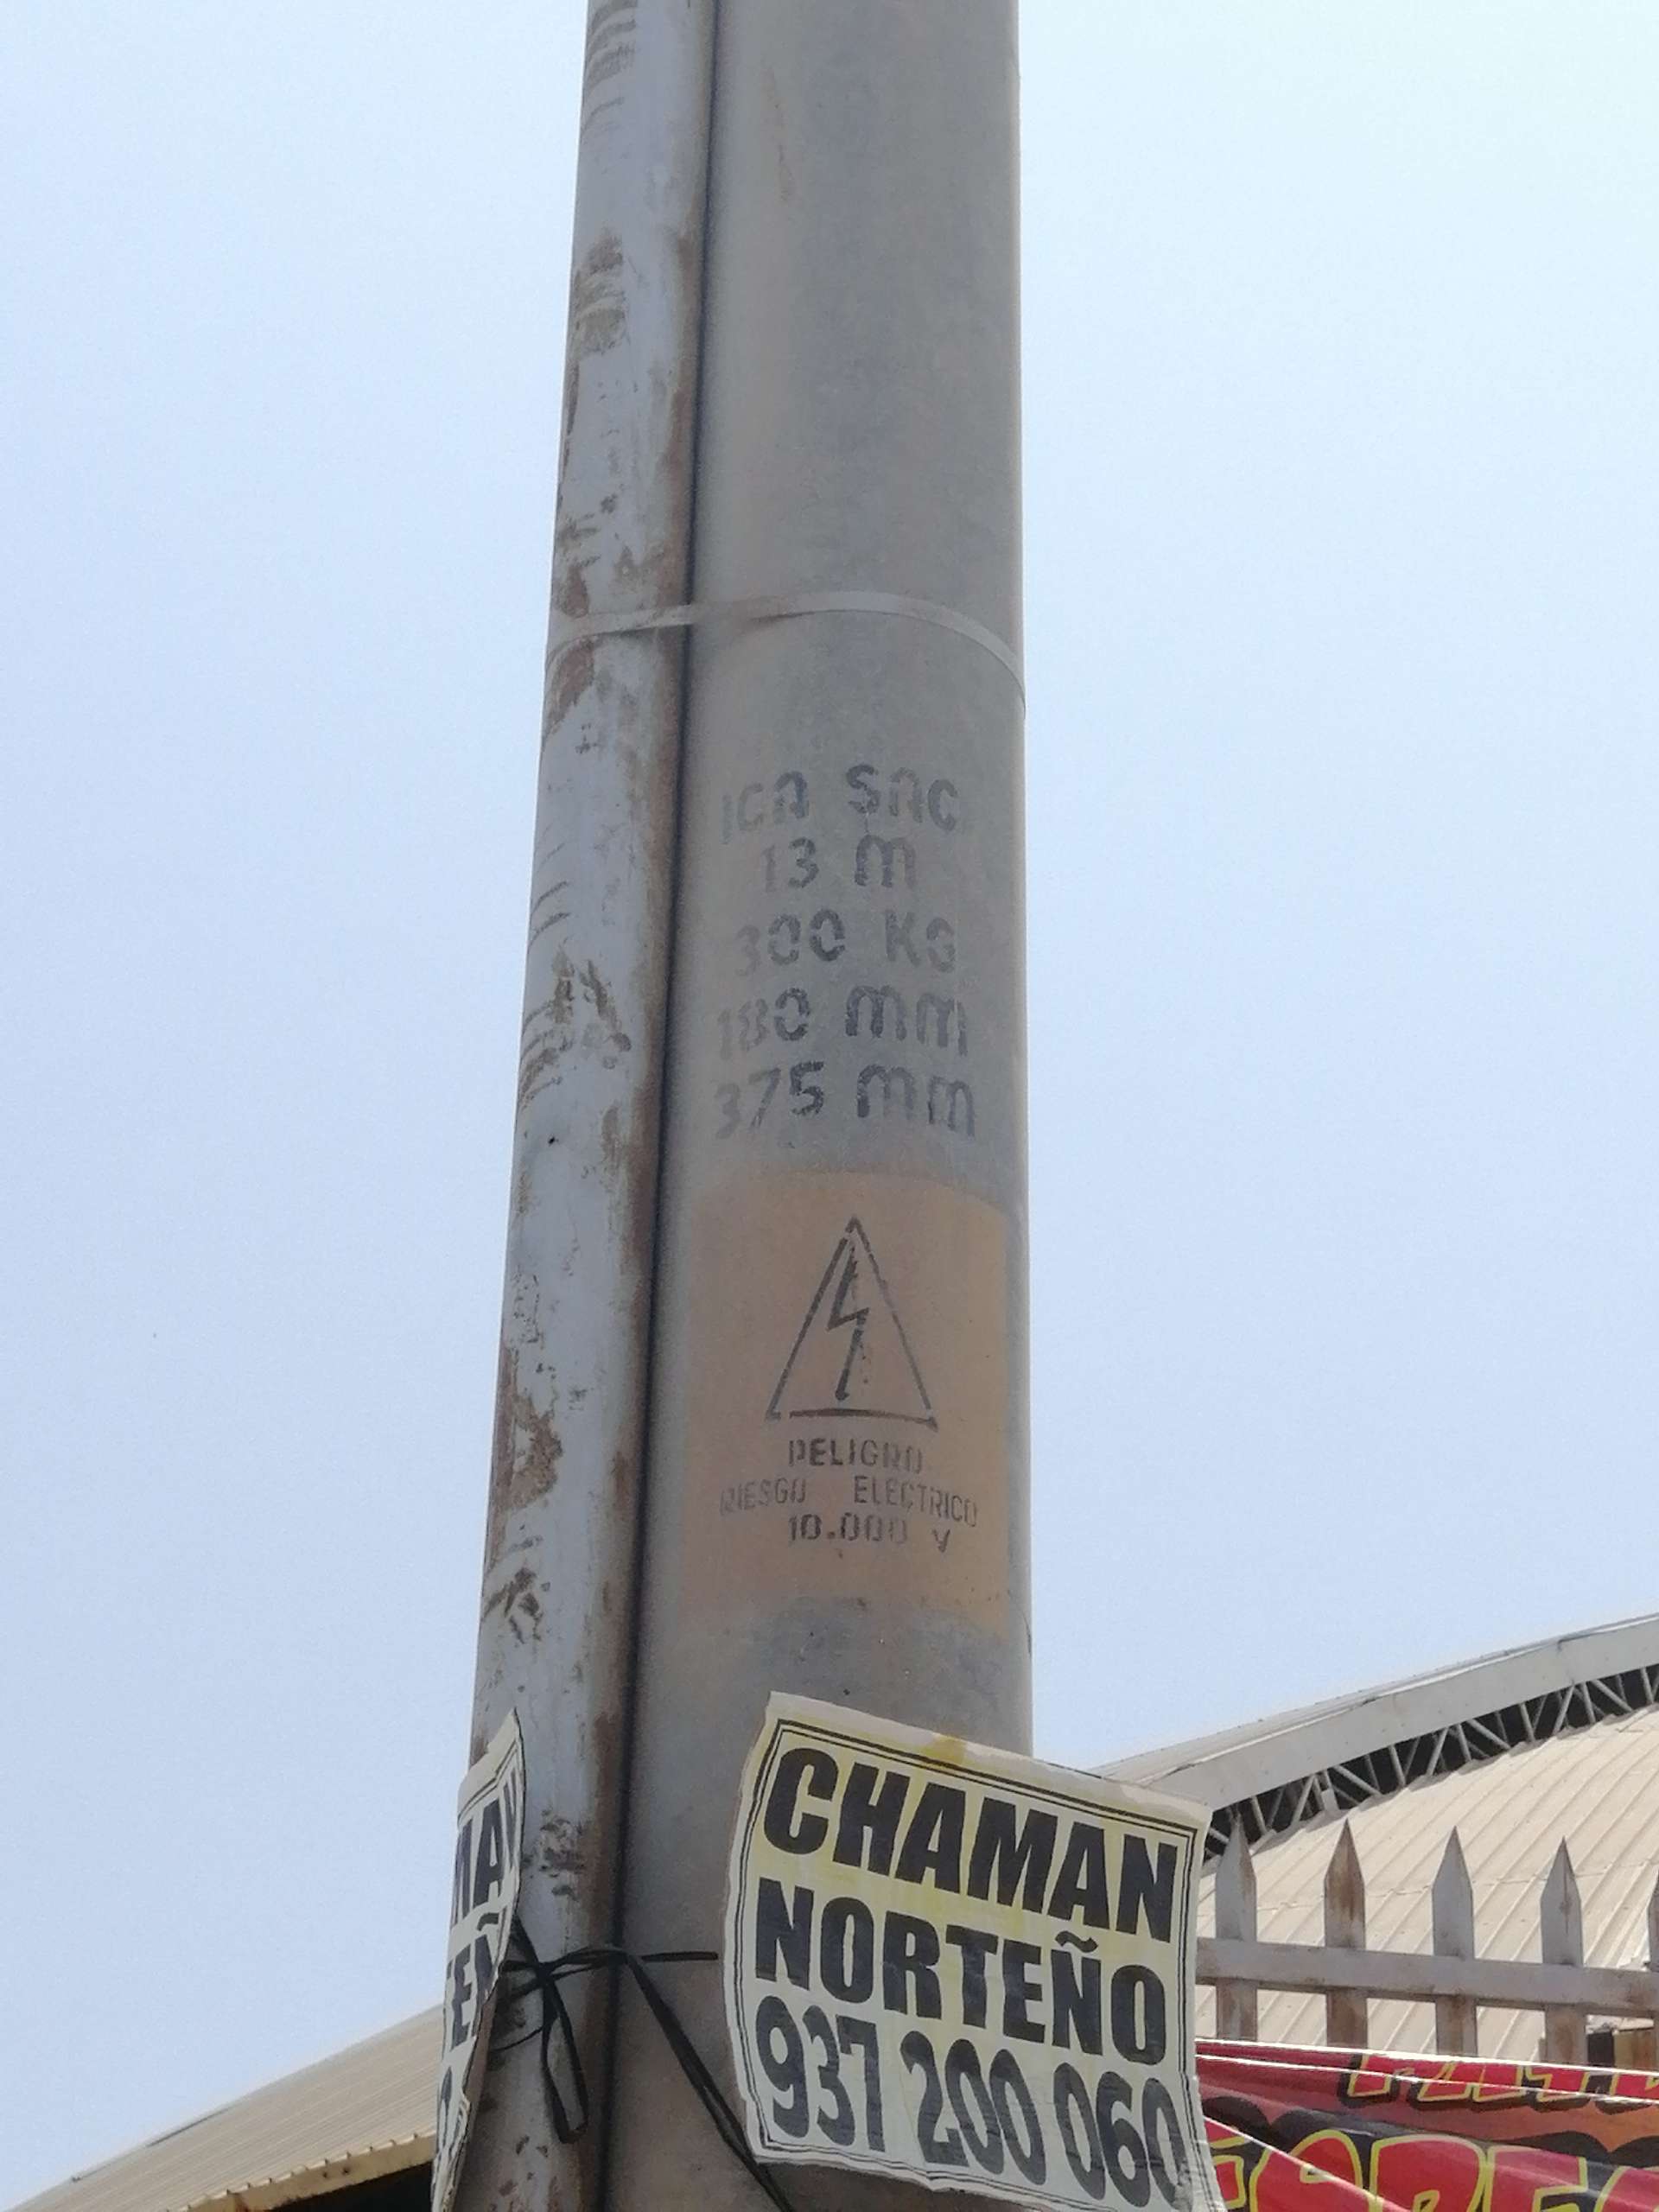 ICA SAC
13 M
300 KG
180 mm
375 mm
PELIGRO
RIESGO ELECTRICO
10.000 V
CHAMAN
NORTEÑO
937 200 060